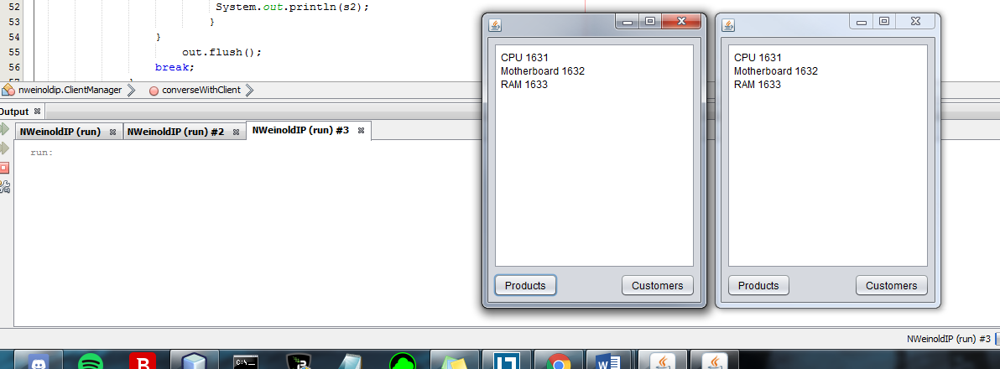 52 System.out.println(s2);
53 }
54 }
55 out.flush();
56 break;
nweinoldip.ClientManager converseWithClient
Output
NWeinoldIP (run) NWeinoldIP (run) #2 NWeinoldIP (run) #3
run:
CPU 1631
Motherboard 1632
RAM 1633
Products Customers
CPU 1631
Motherboard 1632
RAM 1633
Products Customers
NWeinoldIP (run) #3
C:\_
B
W